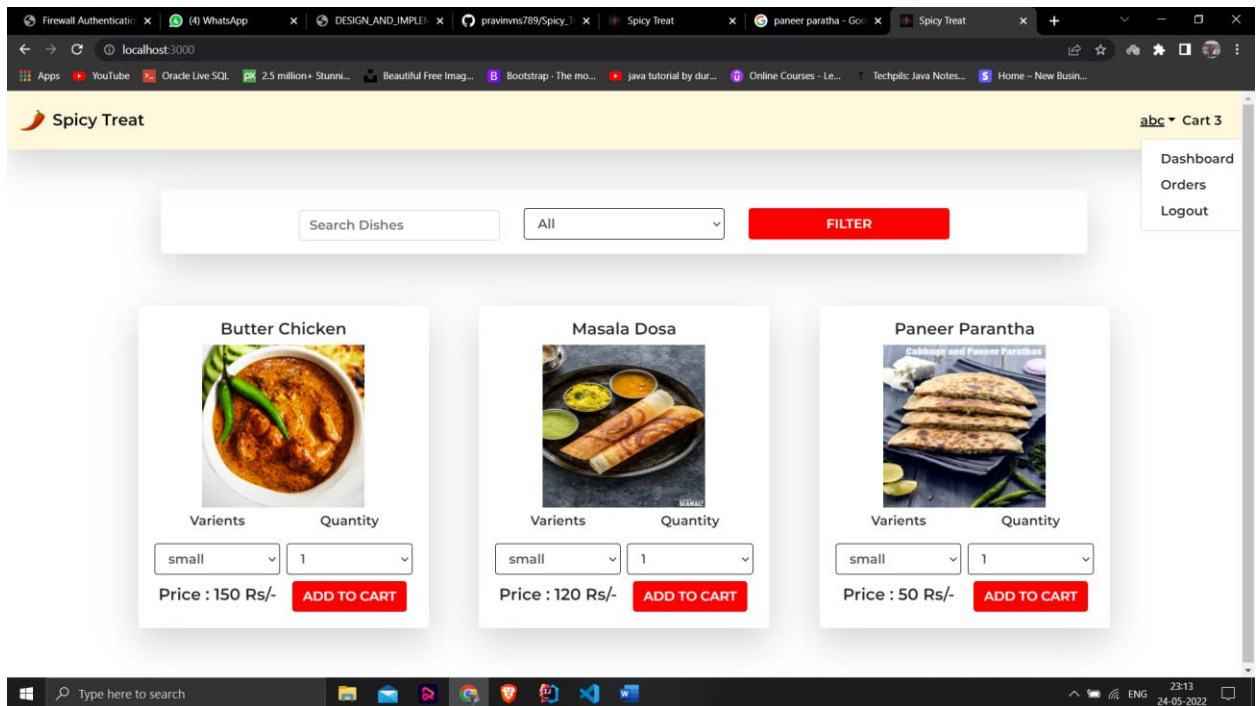 Firewall Authenticatio
(4) WhatsApp
DESIGN_AND_IMPLE
pravinvns789/Spicy_T
Spicy Treat
paneer paratha - Goo
Spicy Treat
localhost:3000
Apps
YouTube
Oracle Live SQL
2.5 million+ Stunni...
Beautiful Free Imag...
Bootstrap · The mo...
java tutorial by dur...
Online Courses - Le...
Techpils: Java Notes...
Home – New Busin...
Spicy Treat
abc
Cart 3
Dashboard
Orders
Logout
Search Dishes
All
FILTER
Butter Chicken
Masala Dosa
Paneer Parantha
Cabbage and Paneer Parathas
Varients
Quantity
Varients
Quantity
Varients
Quantity
small
1
small
1
small
1
Price : 150 Rs/-
ADD TO CART
Price : 120 Rs/-
ADD TO CART
Price : 50 Rs/-
ADD TO CART
Type here to search
ENG
23:13
24-05-2022